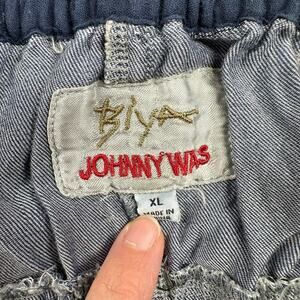 Biya
JOHNNY WAS
XL
MADE IN